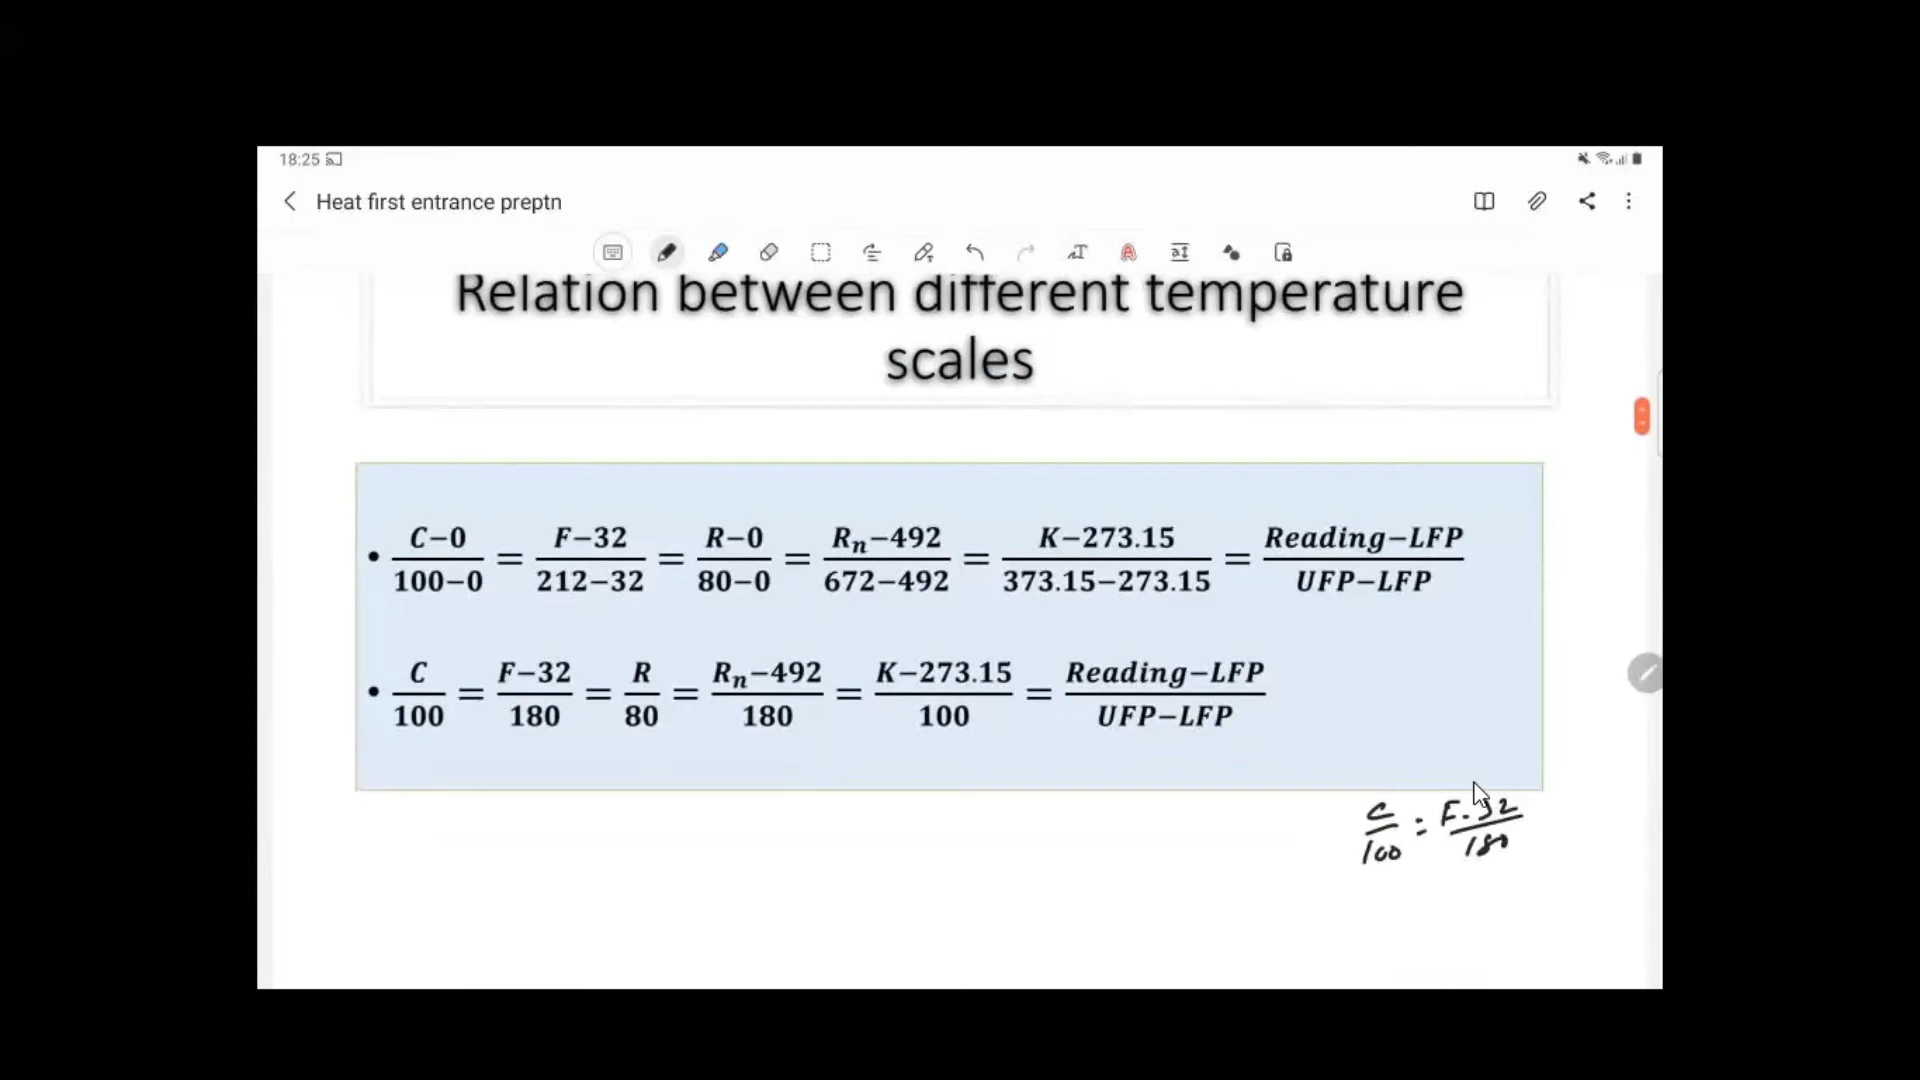 18:25
Heat first entrance preptn
Relation between different temperature
scales
• C−0/100−0 = F−32/212−32 = R−0/80−0 = Rₙ−492/672−492 = K−273.15/373.15−273.15 = Reading−LFP/UFP−LFP
• C/100 = F−32/180 = R/80 = Rₙ−492/180 = K−273.15/100 = Reading−LFP/UFP−LFP
C/100 = F-32/180